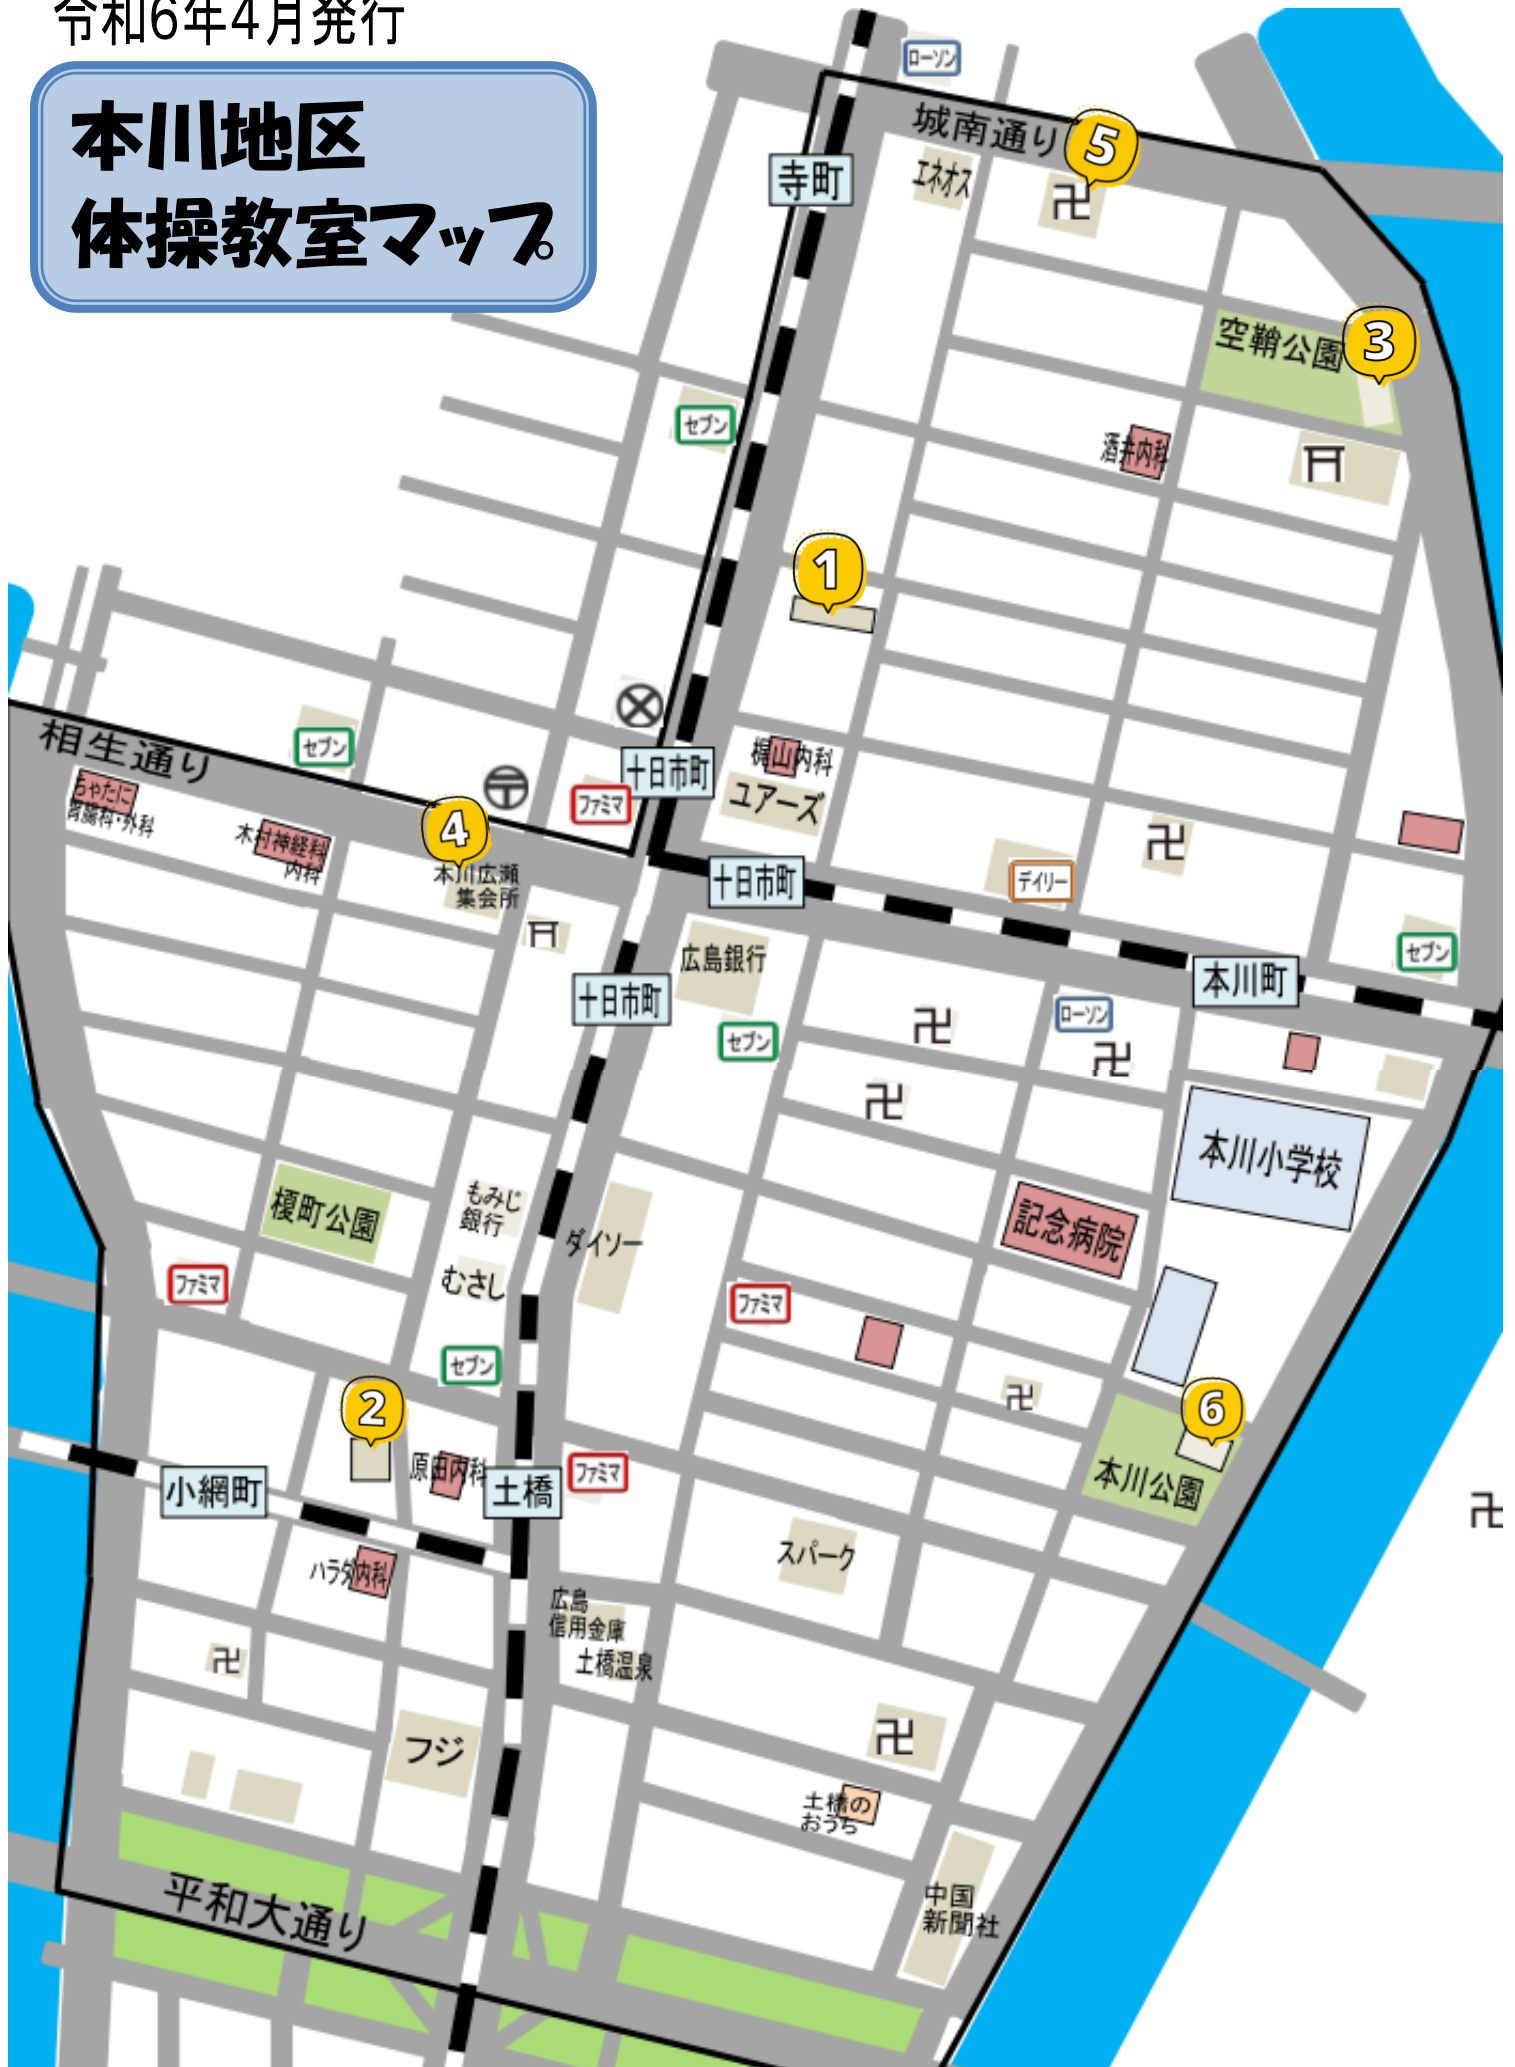 令和6年4月発行
本川地区
体操教室マップ。
ローソン
城南通り
5
寺町
エネオス
空鞘公園
3
セブン
酒井内科
1
相生通り
セブン
十日市町
梶山内科
ユアーズ
ファミマ
ちゃたに
胃腸科・外科
木村神経科
内科
4
本川広瀬
集会所
十日市町
デイリー
セブン
広島銀行
十日市町
本川町
セブン
ローソン
本川小学校
榎町公園
もみじ
銀行
ダイソー
記念病院
むさし
ファミマ
ファミマ
セブン
2
6
原田内科
小網町
土橋
ファミマ
本川公園
スパーク
ハラダ内科
広島
信用金庫
土橋温泉
フジ
土橋の
おうち
中国
新聞社
平和大通り